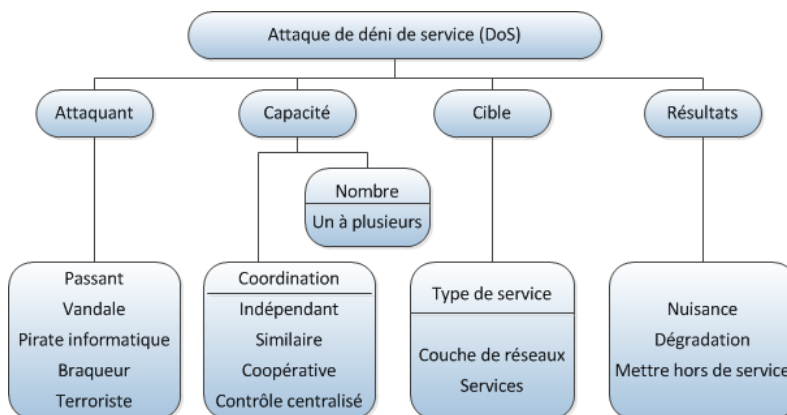 Attaque de déni de service (DoS)
Attaquant
Capacité
Cible
Résultats
Nombre
Un à plusieurs
Passant
Vandale
Pirate informatique
Braqueur
Terroriste
Coordination
Indépendant
Similaire
Coopérative
Contrôle centralisé
Type de service
Couche de réseaux
Services
Nuisance
Dégradation
Mettre hors de service